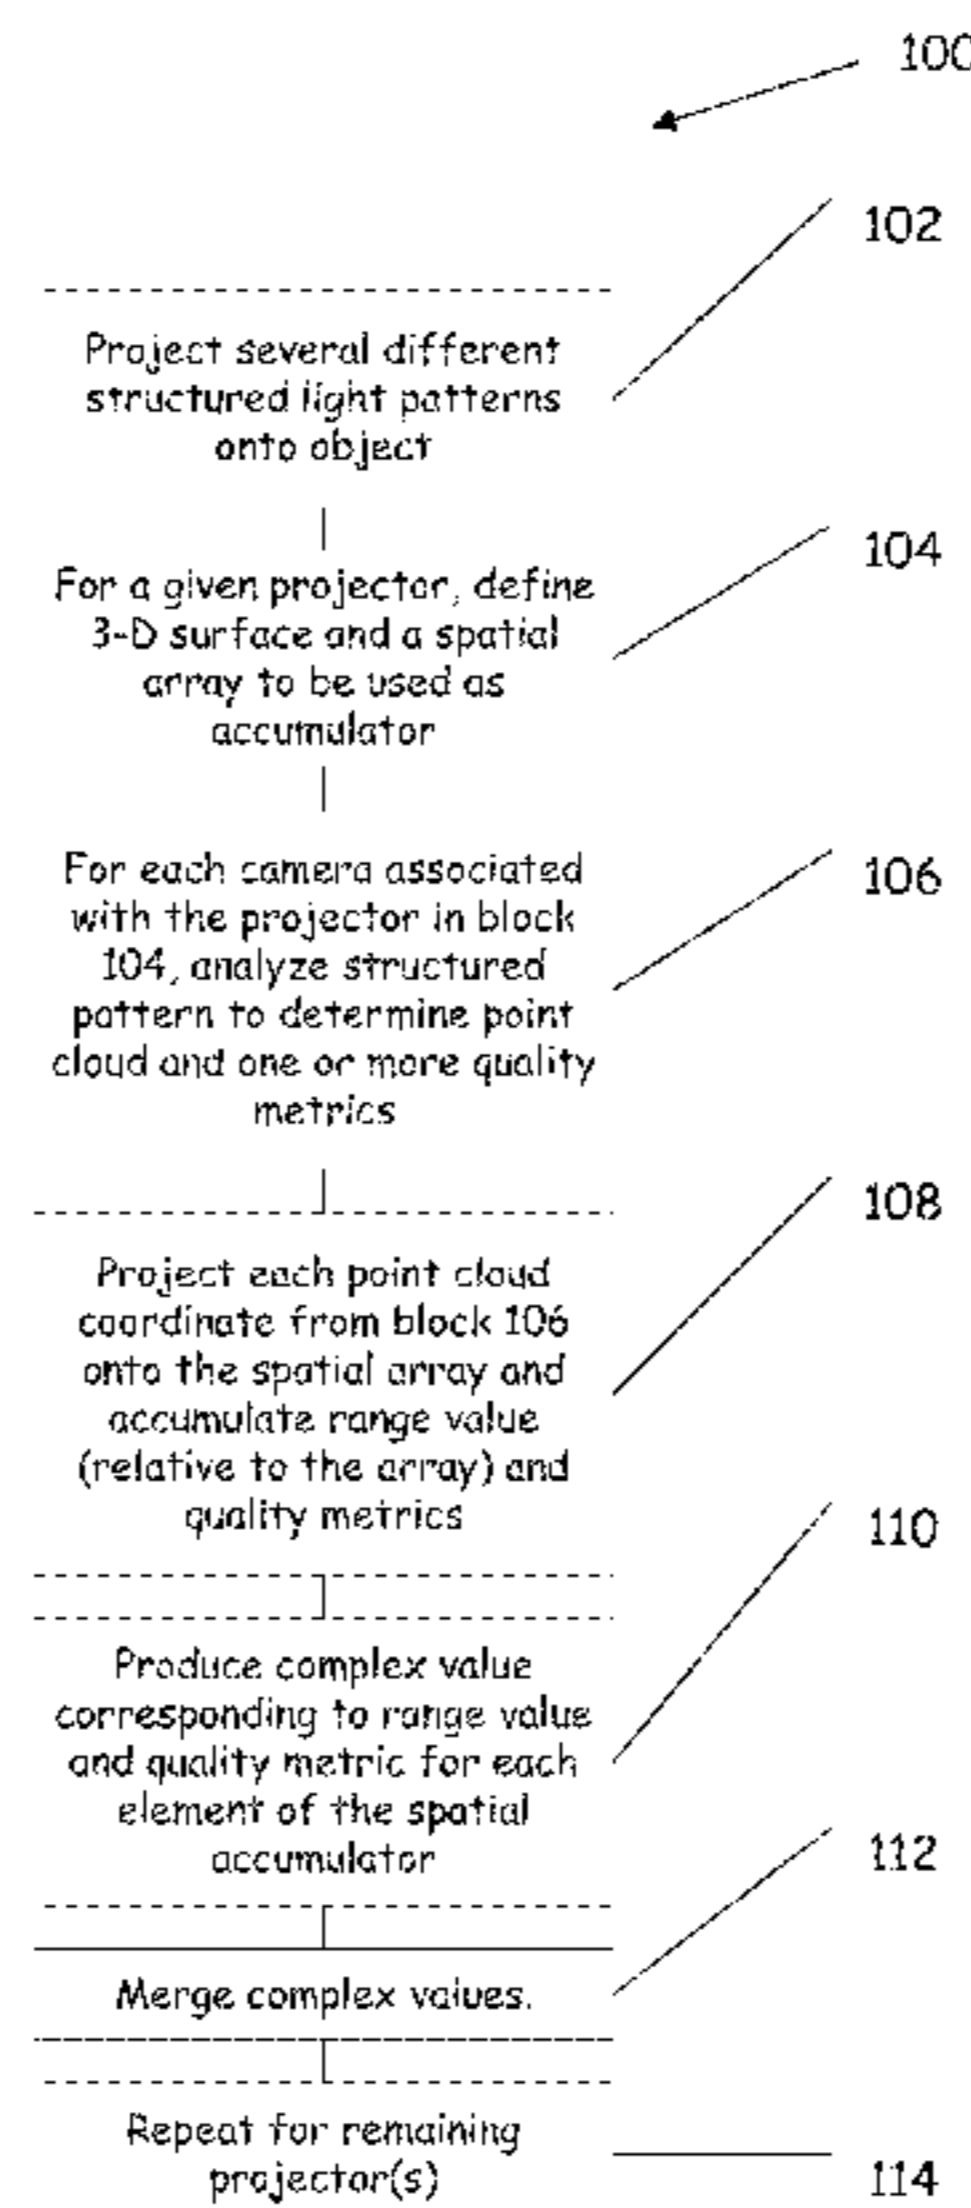 100
102
Project several different
structured light patterns
onto object
104
For a given projector, define
3-D surface and a spatial
array to be used as
accumulator
106
For each camera associated
with the projector in block
104, analyze structured
pattern to determine point
cloud and one or more quality
metrics
108
Project each point cloud
coordinate from block 106
onto the spatial array and
accumulate range value
(relative to the array) and
quality metrics
110
Produce complex value
corresponding to range value
and quality metric for each
element of the spatial
accumulator
112
Merge complex values.
Repeat for remaining
projector(s)
114